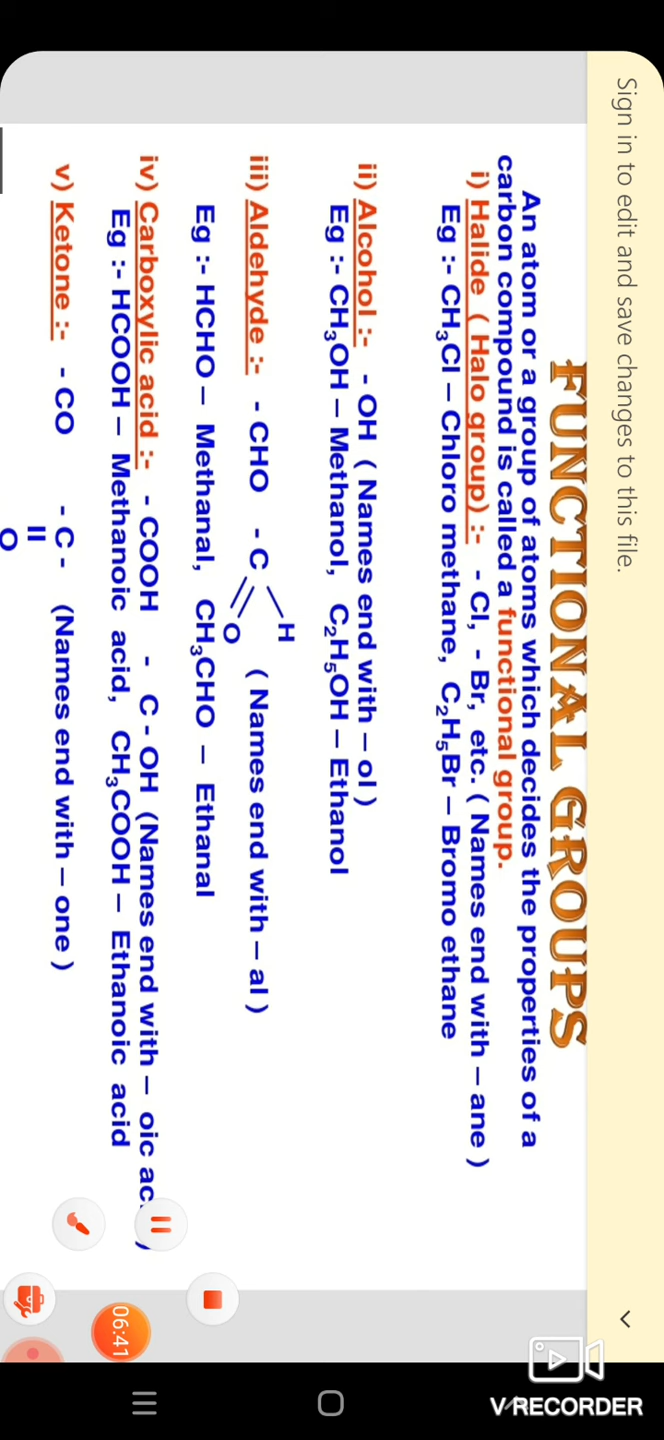 Sign in to edit and save changes to this file.
FUNCTIONAL GROUPS
An atom or a group of atoms which decides the properties of a
carbon compound is called a functional group.
i) Halide ( Halo group) :- - Cl, - Br, etc. ( Names end with – ane )
Eg :- CH₃Cl – Chloro methane, C₂H₅Br – Bromo ethane
ii) Alcohol :- - OH ( Names end with – ol )
Eg :- CH₃OH – Methanol, C₂H₅OH – Ethanol
H
iii) Aldehyde :- - CHO - C ( Names end with – al )
O
Eg :- HCHO – Methanal, CH₃CHO – Ethanal
iv) Carboxylic acid :- - COOH - C - OH (Names end with – oic
Eg :- HCOOH – Methanoic acid, CH₃COOH – Ethanoic acid
v) Ketone :- - CO - C - (Names end with – one )
O
06:41
V RECORDER